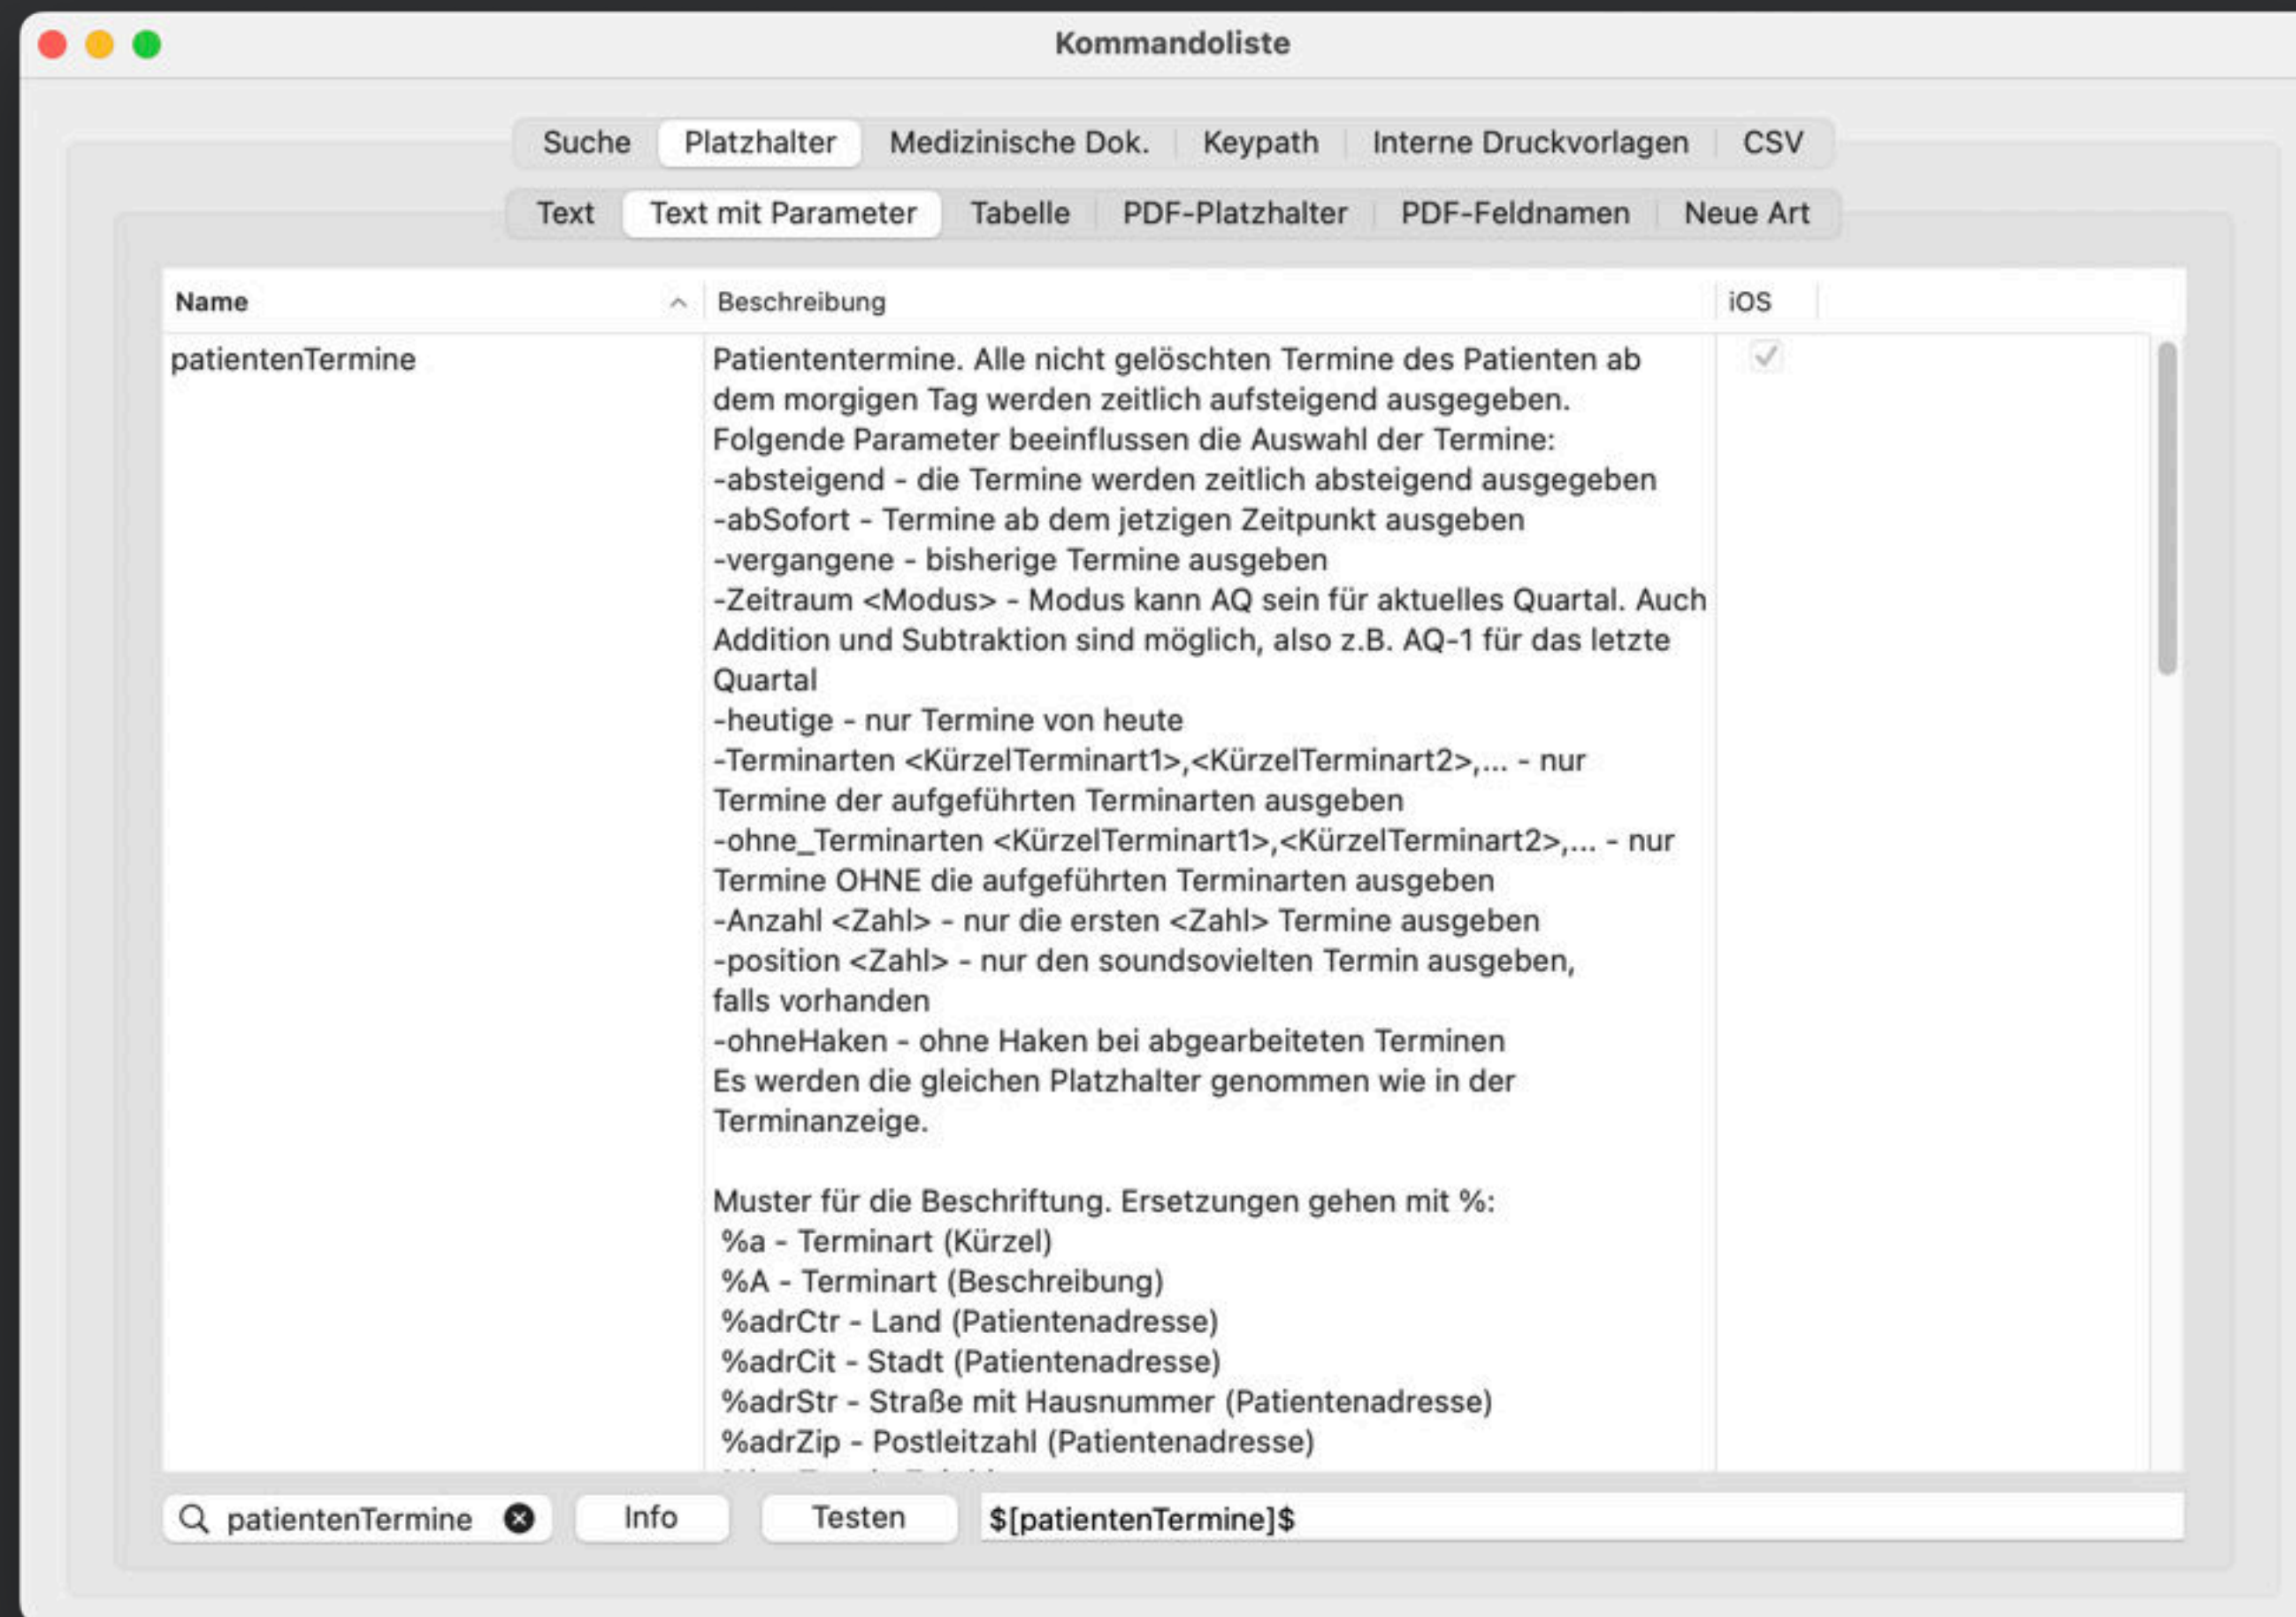 Kommandoliste
Suche Platzhalter Medizinische Dok. Keypath Interne Druckvorlagen CSV
Text Text mit Parameter Tabelle PDF-Platzhalter PDF-Feldnamen Neue Art
Name Beschreibung iOS
patientenTermine Patiententermine. Alle nicht gelöschten Termine des Patienten ab
dem morgigen Tag werden zeitlich aufsteigend ausgegeben.
Folgende Parameter beeinflussen die Auswahl der Termine:
-absteigend - die Termine werden zeitlich absteigend ausgegeben
-abSofort - Termine ab dem jetzigen Zeitpunkt ausgeben
-vergangene - bisherige Termine ausgeben
-Zeitraum <Modus> - Modus kann AQ sein für aktuelles Quartal. Auch
Addition und Subtraktion sind möglich, also z.B. AQ-1 für das letzte
Quartal
-heutige - nur Termine von heute
-Terminarten <KürzelTerminart1>,<KürzelTerminart2>,... - nur
Termine der aufgeführten Terminarten ausgeben
-ohne_Terminarten <KürzelTerminart1>,<KürzelTerminart2>,... - nur
Termine OHNE die aufgeführten Terminarten ausgeben
-Anzahl <Zahl> - nur die ersten <Zahl> Termine ausgeben
-position <Zahl> - nur den soundsovielten Termin ausgeben,
falls vorhanden
-ohneHaken - ohne Haken bei abgearbeiteten Terminen
Es werden die gleichen Platzhalter genommen wie in der
Terminanzeige.
Muster für die Beschriftung. Ersetzungen gehen mit %:
%a - Terminart (Kürzel)
%A - Terminart (Beschreibung)
%adrCtr - Land (Patientenadresse)
%adrCit - Stadt (Patientenadresse)
%adrStr - Straße mit Hausnummer (Patientenadresse)
%adrZip - Postleitzahl (Patientenadresse)
patientenTermine Info Testen $[patientenTermine]$